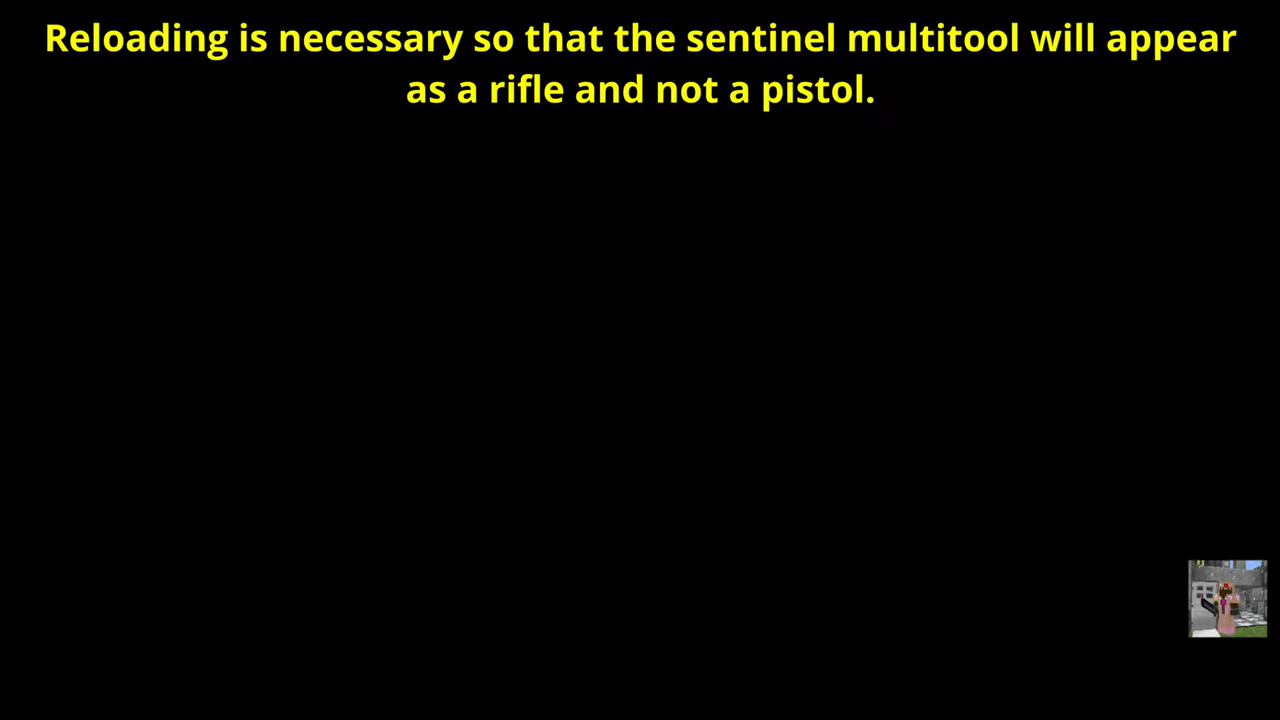 Reloading is necessary so that the sentinel multitool will appear
as a rifle and not a pistol.